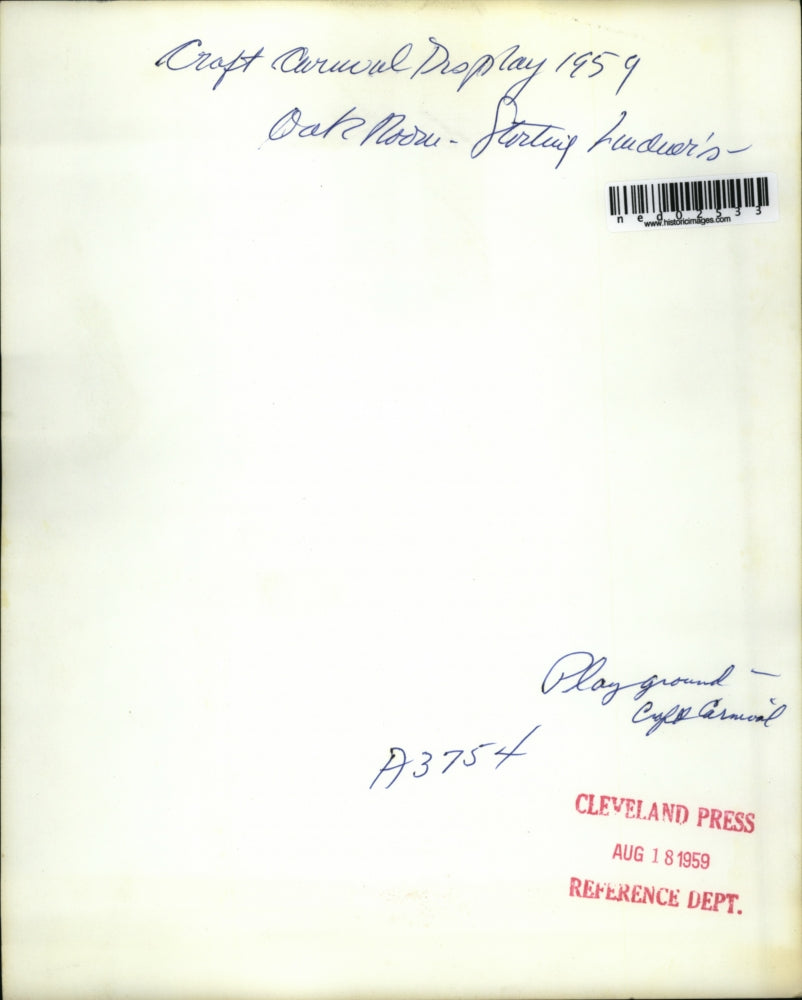 Craft Carnival Display 1959
Oak Room - Sterling Lindner's -
ned02533
www.historicimages.com
Playground -
Craft Carnival
A3754
CLEVELAND PRESS
AUG 18 1959
REFERENCE DEPT.